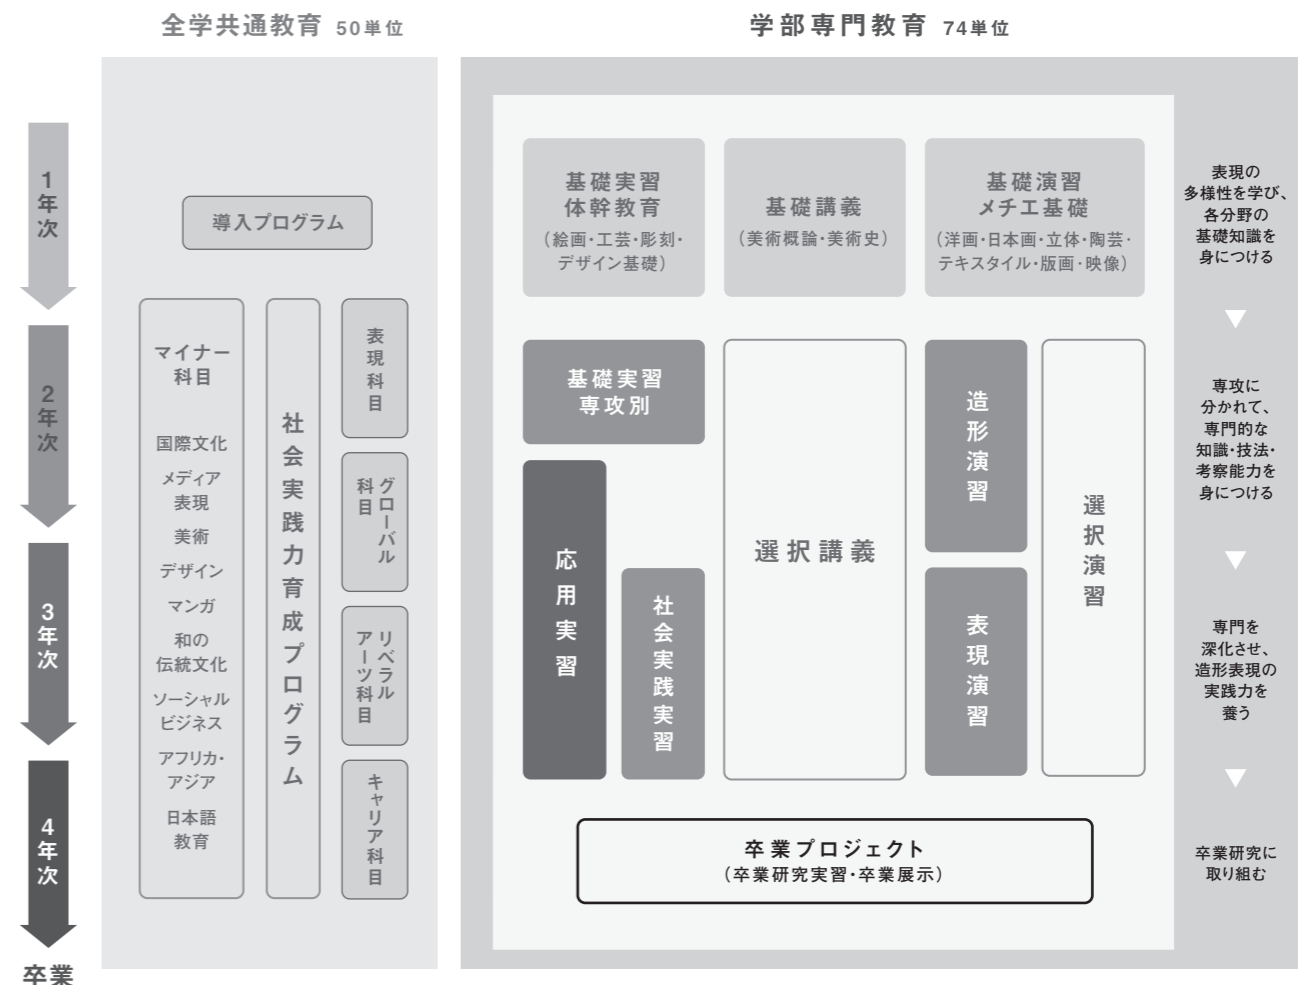 全学共通教育 50単位
学部専門教育 74単位
1年次
2年次
3年次
4年次
卒業
導入プログラム
マイナー
科目
国際文化
メディア
表現
美術
デザイン
マンガ
和の
伝統文化
ソーシャル
ビジネス
アフリカ・
アジア
日本語
教育
社会実践力育成プログラム
表現科目
グローバル
科目
リベラル
アーツ科目
キャリア科目
基礎実習
体幹教育
（絵画・工芸・彫刻・
デザイン基礎）
基礎講義
（美術概論・美術史）
基礎演習
メチエ基礎
（洋画・日本画・立体・陶芸・
テキスタイル・版画・映像）
基礎実習
専攻別
応用実習
社会実践実習
選択講義
造形演習
表現演習
選択演習
卒業プロジェクト
（卒業研究実習・卒業展示）
表現の
多様性を学び、
各分野の
基礎知識を
身につける
専攻に
分かれて、
専門的な
知識・技法・
考察能力を
身につける
専門を
深化させ、
造形表現の
実践力を
養う
卒業研究に
取り組む